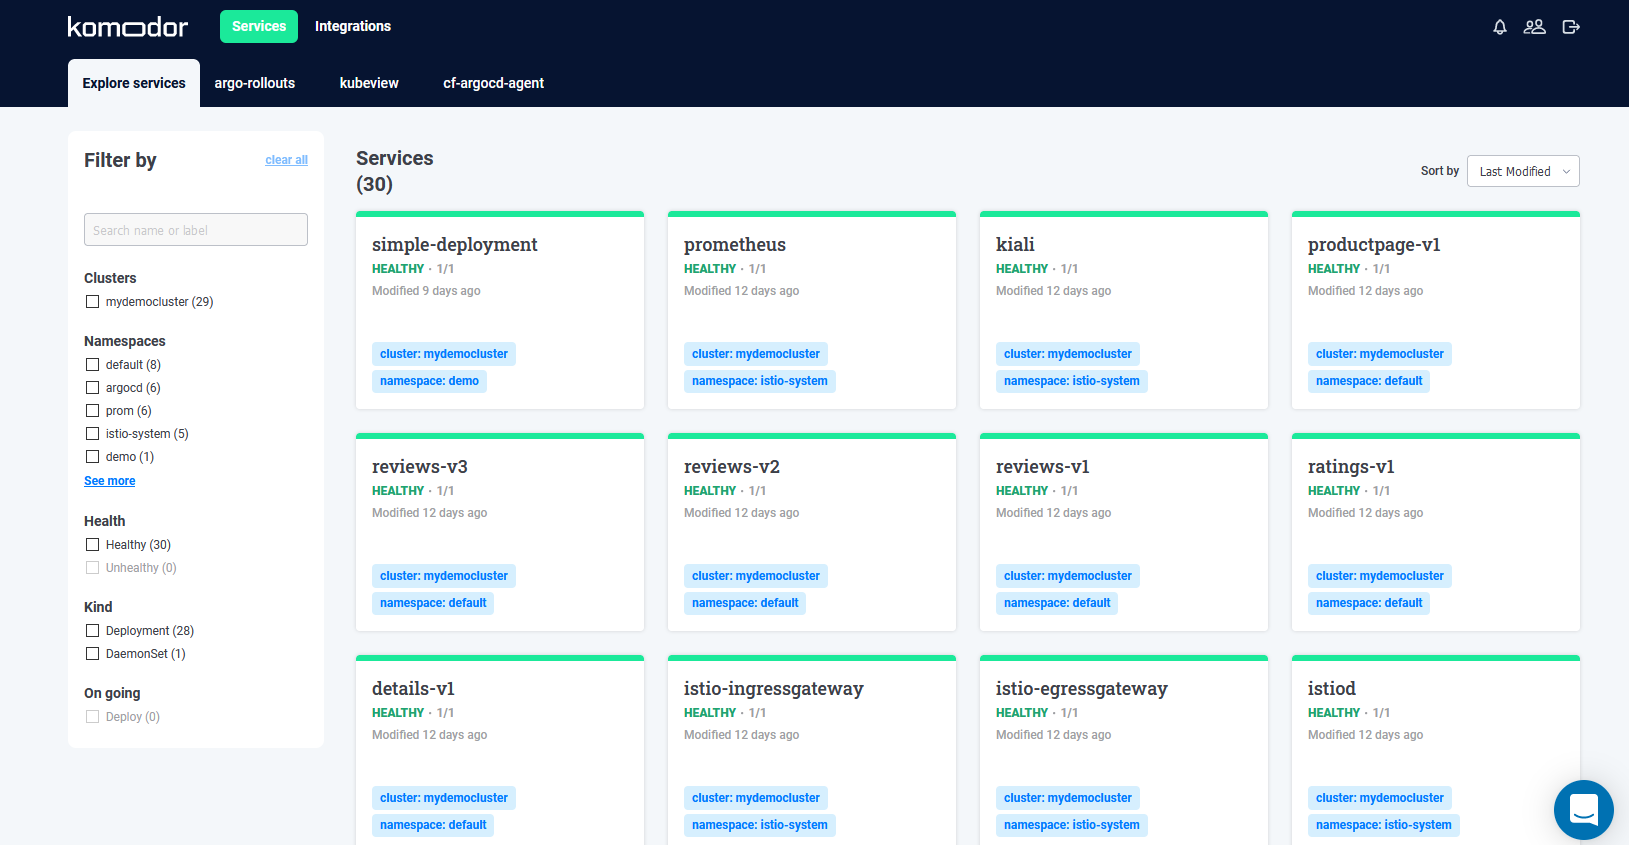 komodor
Services
Integrations
Explore services
argo-rollouts
kubeview
cf-argocd-agent
Filter by
clear all
Search name or label
Clusters
mydemocluster (29)
Namespaces
default (8)
argocd (6)
prom (6)
istio-system (5)
demo (1)
See more
Health
Healthy (30)
Unhealthy (0)
Kind
Deployment (28)
DaemonSet (1)
On going
Deploy (0)
Services
(30)
Sort by
Last Modified
simple-deployment
HEALTHY · 1/1
Modified 9 days ago
cluster: mydemocluster
namespace: demo
prometheus
HEALTHY · 1/1
Modified 12 days ago
cluster: mydemocluster
namespace: istio-system
kiali
HEALTHY · 1/1
Modified 12 days ago
cluster: mydemocluster
namespace: istio-system
productpage-v1
HEALTHY · 1/1
Modified 12 days ago
cluster: mydemocluster
namespace: default
reviews-v3
HEALTHY · 1/1
Modified 12 days ago
cluster: mydemocluster
namespace: default
reviews-v2
HEALTHY · 1/1
Modified 12 days ago
cluster: mydemocluster
namespace: default
reviews-v1
HEALTHY · 1/1
Modified 12 days ago
cluster: mydemocluster
namespace: default
ratings-v1
HEALTHY · 1/1
Modified 12 days ago
cluster: mydemocluster
namespace: default
details-v1
HEALTHY · 1/1
Modified 12 days ago
cluster: mydemocluster
namespace: default
istio-ingressgateway
HEALTHY · 1/1
Modified 12 days ago
cluster: mydemocluster
namespace: istio-system
istio-egressgateway
HEALTHY · 1/1
Modified 12 days ago
cluster: mydemocluster
namespace: istio-system
istiod
HEALTHY · 1/1
Modified 12 days ago
cluster: mydemocluster
namespace: istio-system